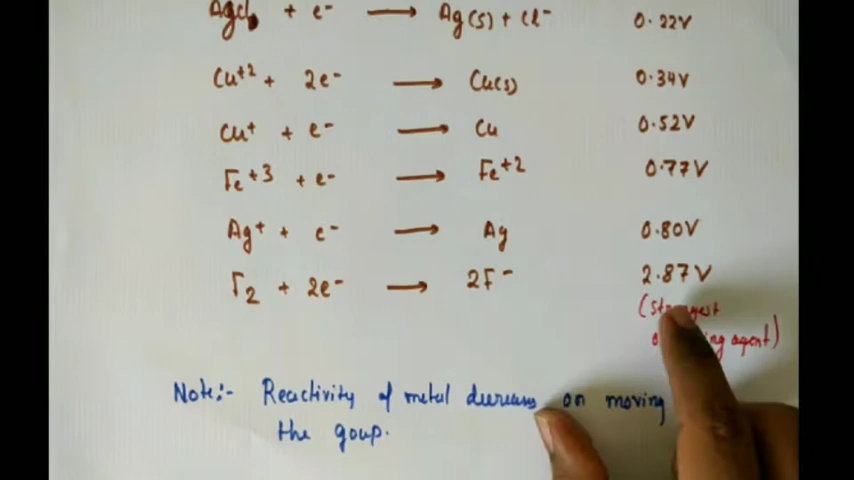 AgCl + e⁻ → Ag(s) + Cl⁻ 0.22V
Cu⁺² + 2e⁻ → Cu(s) 0.34V
Cu⁺ + e⁻ → Cu 0.52V
Fe⁺³ + e⁻ → Fe⁺² 0.77V
Ag⁺ + e⁻ → Ag 0.80V
F₂ + 2e⁻ → 2F⁻ 2.87V
(Strongest
agent)
Note:- Reactivity of metal decreases on moving
the goup.